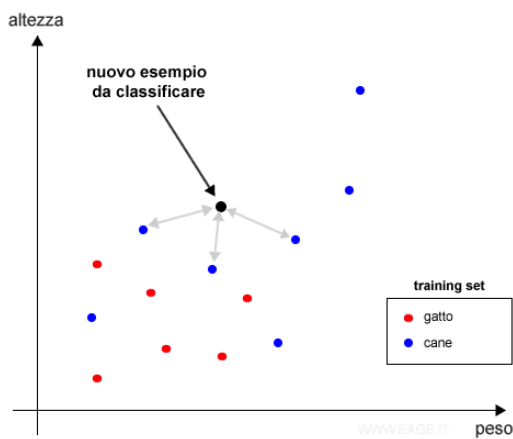 altezza
nuovo esempio
da classificare
training set
gatto
cane
WWW.EAGE.IT
peso